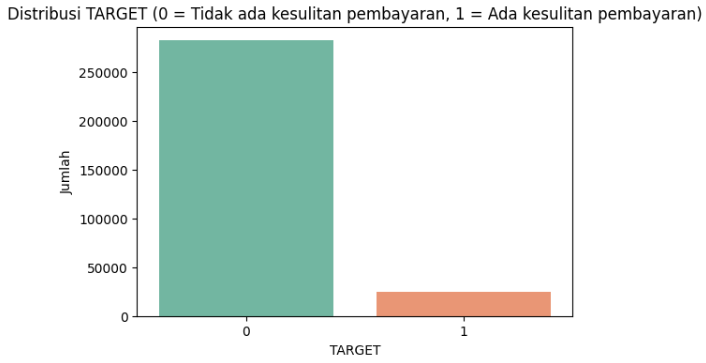 Distribusi TARGET (0 = Tidak ada kesulitan pembayaran, 1 = Ada kesulitan pembayaran)
250000
200000
150000
100000
50000
0
Jumlah
0 1
TARGET